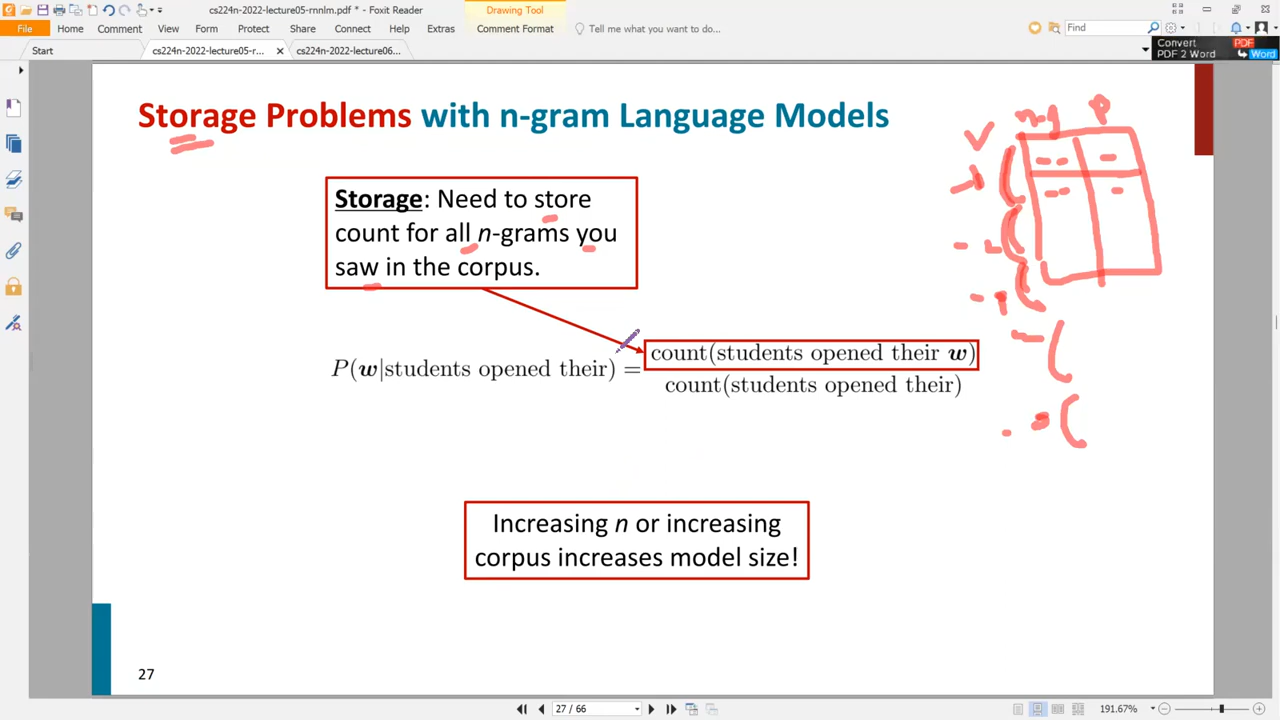 cs224n-2022-lecture05-rnnlm.pdf * - Foxit Reader
Drawing Tool
File
Home
Comment
View
Form
Protect
Share
Connect
Help
Extras
Comment Format
Tell me what you want to do...
Find
Start
cs224n-2022-lecture05-r...
cs224n-2022-lecture06...
Convert PDF
PDF 2 Word Word
Storage Problems with n-gram Language Models
V n-g P
Storage: Need to store
count for all n-grams you
saw in the corpus.
P(w|students opened their) =
count(students opened their w)
count(students opened their)
Increasing n or increasing
corpus increases model size!
27
27 / 66
191.67%